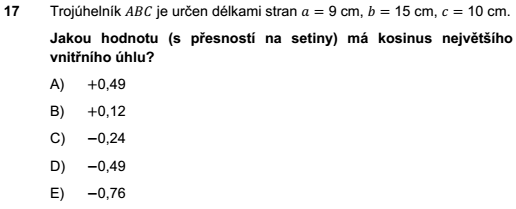 17 Trojúhelník ABC je určen délkami stran a = 9 cm, b = 15 cm, c = 10 cm.
Jakou hodnotu (s přesností na setiny) má kosinus největšího
vnitřního úhlu?
A) +0,49
B) +0,12
C) −0,24
D) −0,49
E) −0,76